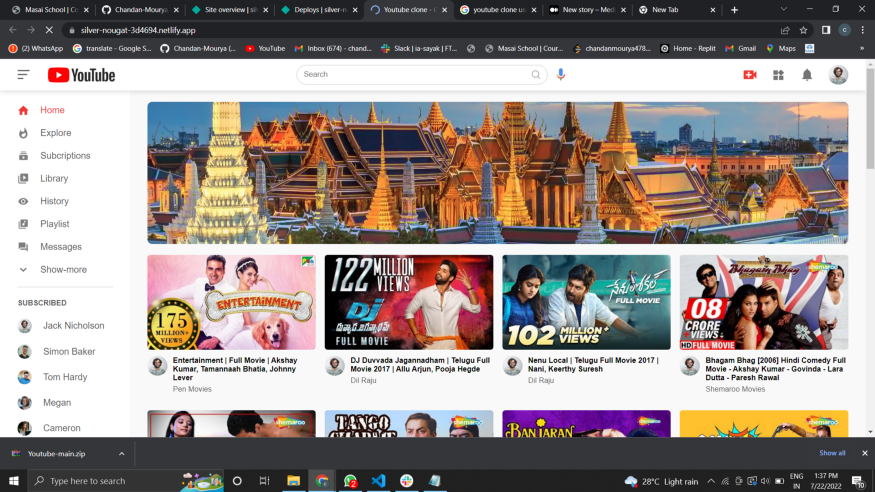 Masai School | Co
Chandan-Mourya
Site overview | sil
Deploys | silver-n
Youtube clone - C
youtube clone us
New story – Med
New Tab
silver-nougat-3d4694.netlify.app
(2) WhatsApp
translate - Google S...
Chandan-Mourya (...
YouTube
Inbox (674) - chand...
Slack | ia-sayak | FT...
Masai School | Cour...
chandanmourya478...
Home - Replit
Gmail
Maps
YouTube
Search
Home
Explore
Subcriptions
Library
History
Playlist
Messages
Show-more
SUBSCRIBED
Jack Nicholson
Simon Baker
Tom Hardy
Megan
Cameron
175
MILLION+
VIEWS
ENTERTAINMENT
122 MILLION
VIEWS
DJ
దువ్వాడ జగన్నాథమ్
FULL MOVIE
నేను లోకల్
FULL MOVIE
102 MILLION+
VIEWS
Bhagam Bhag
shemaroo
08
CRORE
VIEWS+
HD FULL MOVIE
Entertainment | Full Movie | Akshay
Kumar, Tamannaah Bhatia, Johnny
Lever
Pen Movies
DJ Duvvada Jagannadham | Telugu Full
Movie 2017 | Allu Arjun, Pooja Hegde
Dil Raju
Nenu Local | Telugu Full Movie 2017 |
Nani, Keerthy Suresh
Dil Raju
Bhagam Bhag [2006] Hindi Comedy Full
Movie - Akshay Kumar - Govinda - Lara
Dutta - Paresh Rawal
Shemaroo Movies
shemaroo
TANGO
shemaroo
BANJARAN
shemaroo
shemaroo
Youtube-main.zip
Show all
Type here to search
28°C Light rain
ENG
IN
1:37 PM
7/22/2022